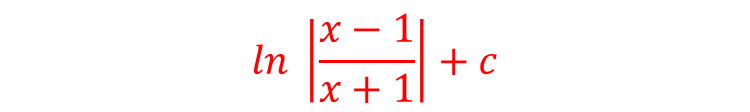 ln |x − 1 / x + 1| + c